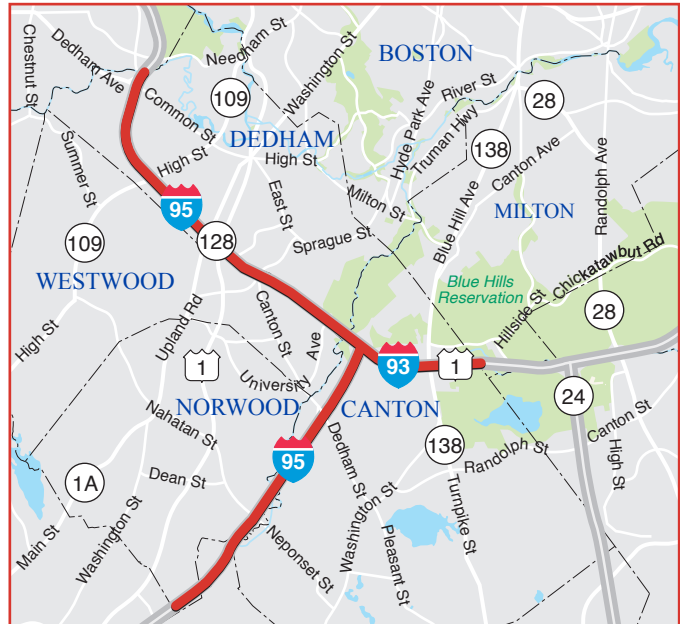 Chestnut St
Dedham Ave
Needham St
Washington St
BOSTON
River St
Common St
109
28
Hyde Park Ave
Truman Hwy
DEDHAM
138
Canton Ave
Randolph Ave
Summer St
High St
High St
East St
Milton St
Blue Hill Ave
MILTON
95
109
128
Sprague St
WESTWOOD
Chickatawbut Rd
Blue Hills
Reservation
Hillside St
28
High St
Upland Rd
Canton St
University Ave
1
93
1
24
NORWOOD
CANTON
Nahatan St
Dedham St
138
Canton St
Randolph St
High St
95
1A
Dean St
Washington St
Turnpike St
Main St
Washington St
Neponset St
Pleasant St